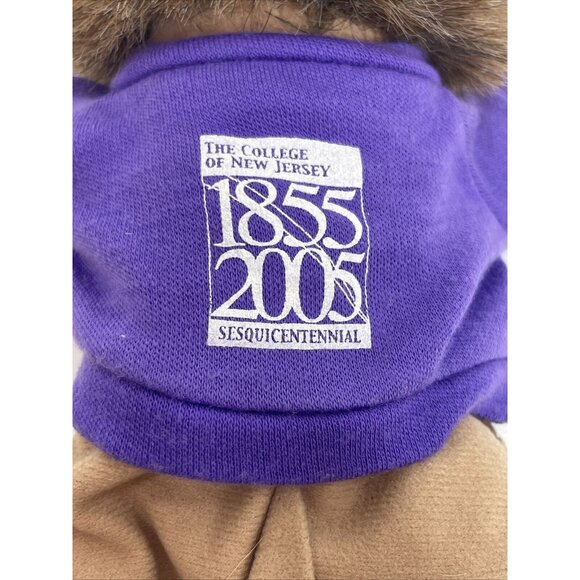 THE COLLEGE
OF NEW JERSEY
1855
2005
SESQUICENTENNIAL